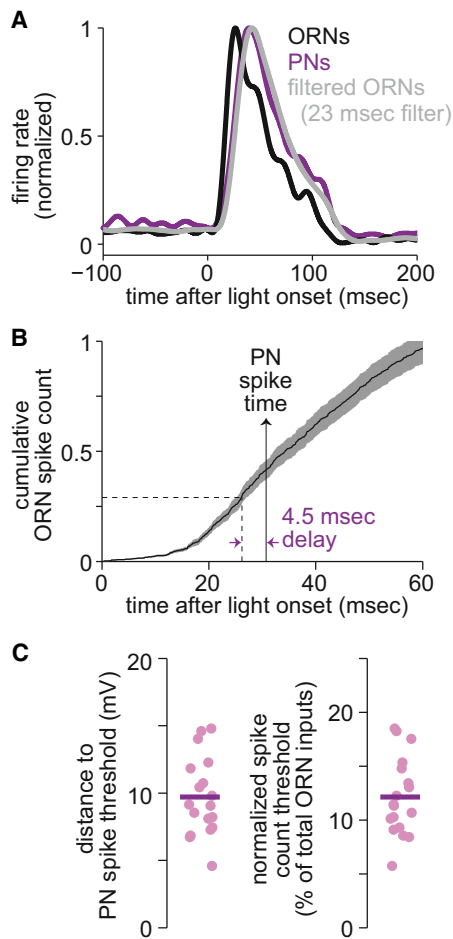 A
1
0.5
0
firing rate
(normalized)
ORNs
PNs
filtered ORNs
(23 msec filter)
−100
0
100
200
time after light onset (msec)
B
1
0.5
0
cumulative
ORN spike count
PN
spike
time
4.5 msec
delay
0
20
40
60
time after light onset (msec)
C
20
10
0
distance to
PN spike threshold (mV)
20
10
0
normalized spike
count threshold
(% of total ORN inputs)